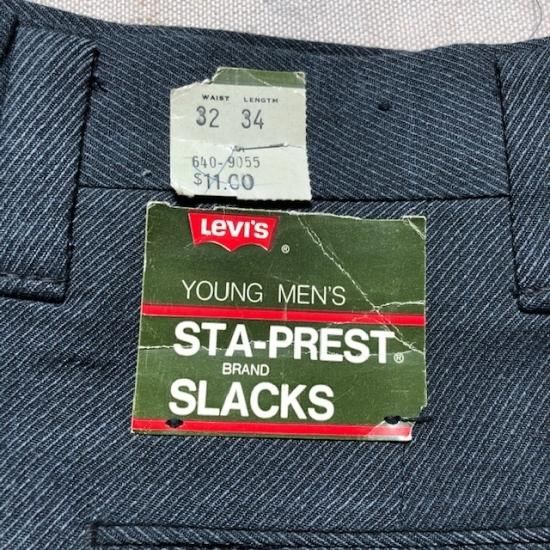 WAIST LENGTH
32 34
640-9055
$11.00
Levi's ®
YOUNG MEN'S
STA-PREST®
BRAND
SLACKS